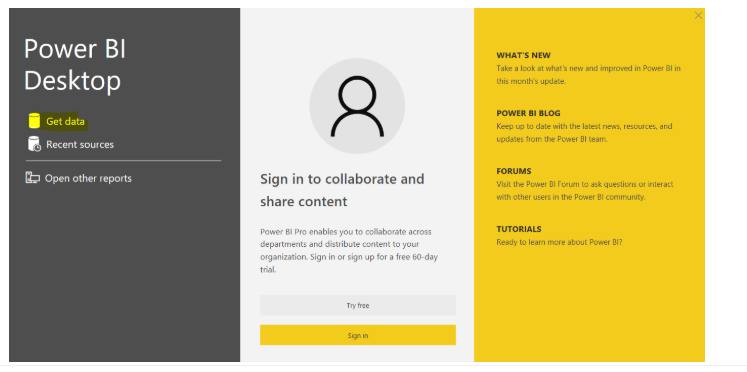 Power BI
Desktop
Get data
Recent sources
Open other reports
Sign in to collaborate and
share content
Power BI Pro enables you to collaborate across
departments and distribute content to your
organization. Sign in or sign up for a free 60-day
trial.
Try free
Sign in
WHAT'S NEW
Take a look at what's new and improved in Power BI in
this month's update.
POWER BI BLOG
Keep up to date with the latest news, resources, and
updates from the Power BI team.
FORUMS
Visit the Power BI Forum to ask questions or interact
with other users in the Power BI community.
TUTORIALS
Ready to learn more about Power BI?